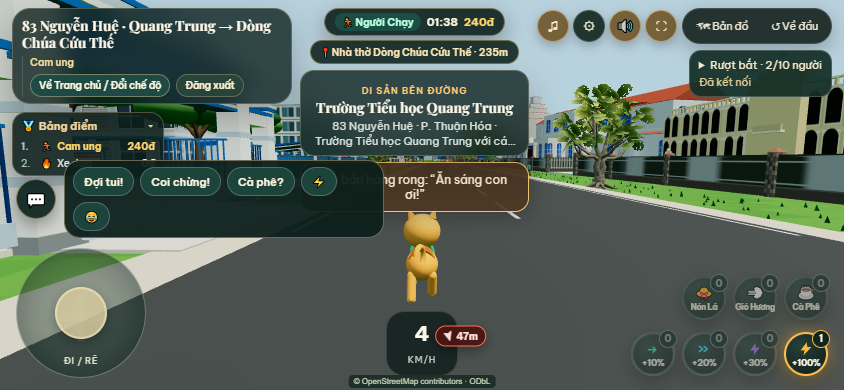 83 Nguyễn Huệ · Quang Trung → Dòng
Chúa Cứu Thế
Cam ung
Về Trang chủ / Đổi chế độ
Đăng xuất
Người Chạy 01:38 240đ
Nhà thờ Dòng Chúa Cứu Thế · 235m
DI SẢN BÊN ĐƯỜNG
Trường Tiểu học Quang Trung
83 Nguyễn Huệ · P. Thuận Hóa ·
Trường Tiểu học Quang Trung với cá...
Bản đồ
Về đầu
Rượt bắt · 2/10 người
Đã kết nối
Bảng điểm
1. Cam ung 240đ
2. Xe
Đợi tui!
Coi chừng!
Cà phê?
bán hàng rong: “Ăn sáng con
ơi!”
ĐI / RẼ
4
KM/H
47m
0
Nón Lá
0
Gió Hương
0
Cà Phê
0
+10%
0
+20%
0
+30%
1
+100%
© OpenStreetMap contributors · ODbL